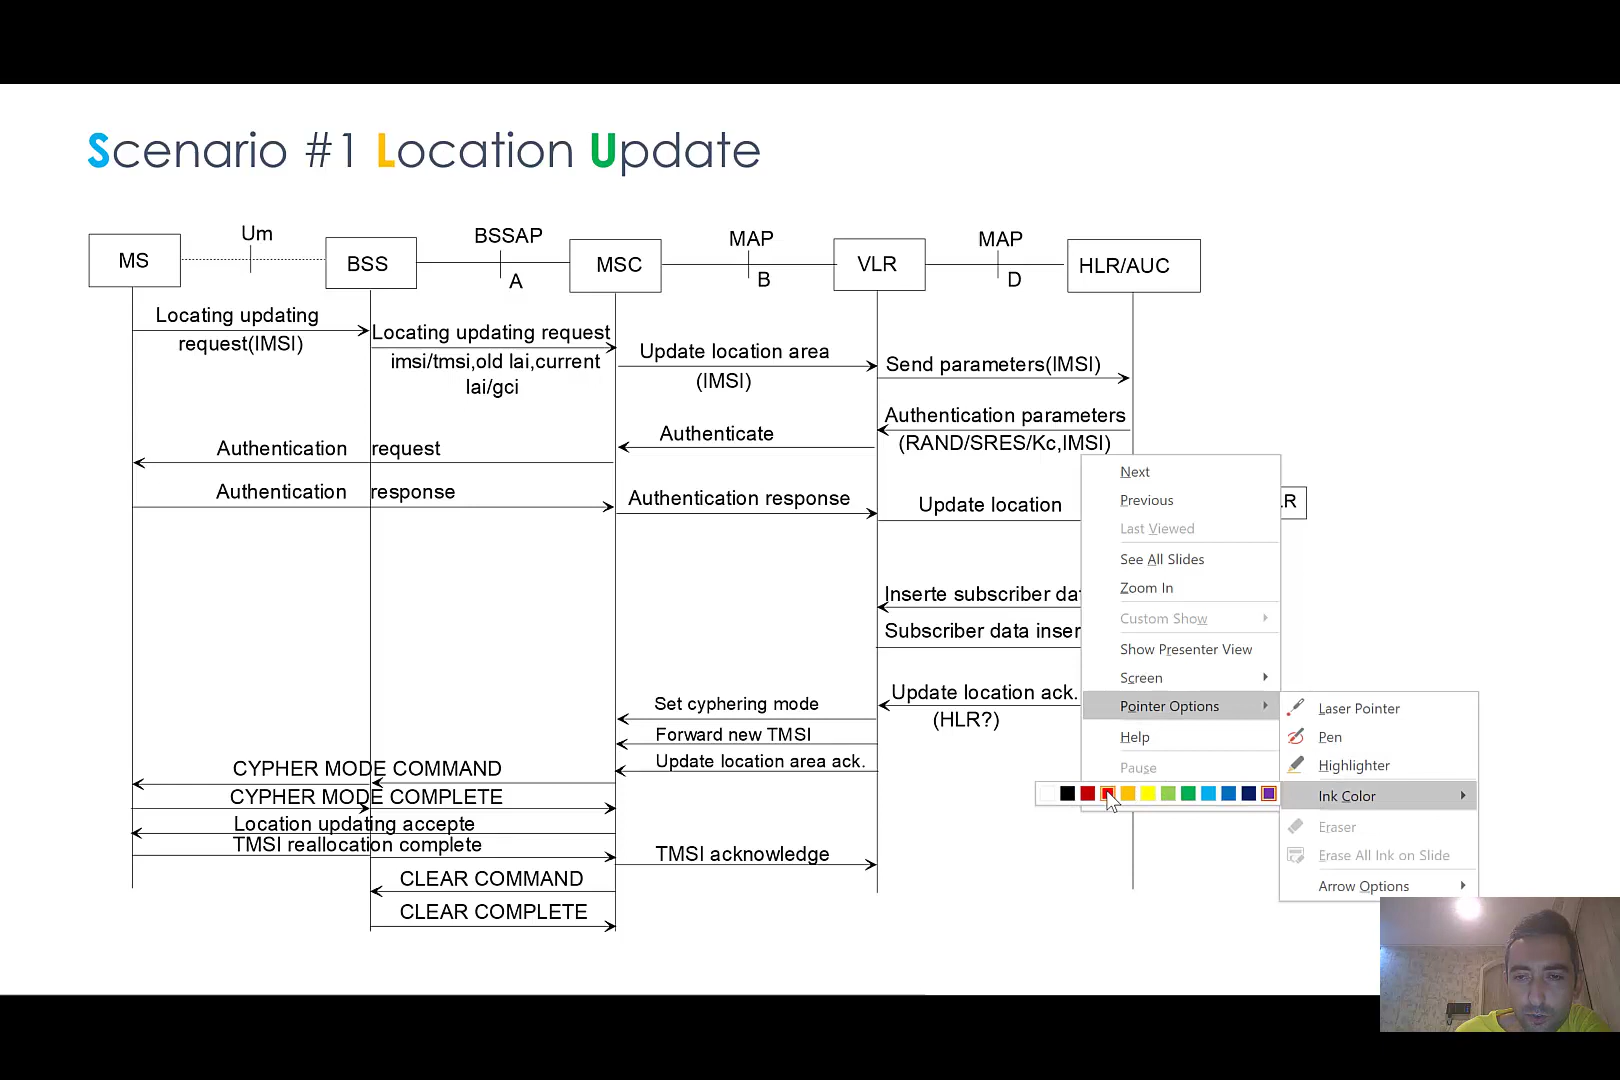 Scenario #1 Location Update
Um
BSSAP
MAP
MAP
MS
BSS
MSC
VLR
HLR/AUC
A
B
D
Locating updating
request(IMSI)
Locating updating request
imsi/tmsi,old lai,current
lai/gci
Update location area
(IMSI)
Send parameters(IMSI)
Authentication parameters
(RAND/SRES/Kc,IMSI)
Authenticate
Authentication request
Authentication response
Authentication response
Update location
R
Inserte subscriber da
Subscriber data inser
Update location ack.
(HLR?)
Set cyphering mode
Forward new TMSI
Update location area ack.
CYPHER MODE COMMAND
CYPHER MODE COMPLETE
Location updating accepte
TMSI reallocation complete
TMSI acknowledge
CLEAR COMMAND
CLEAR COMPLETE
Next
Previous
Last Viewed
See All Slides
Zoom In
Custom Show
Show Presenter View
Screen
Pointer Options
Help
Pause
Laser Pointer
Pen
Highlighter
Ink Color
Eraser
Erase All Ink on Slide
Arrow Options